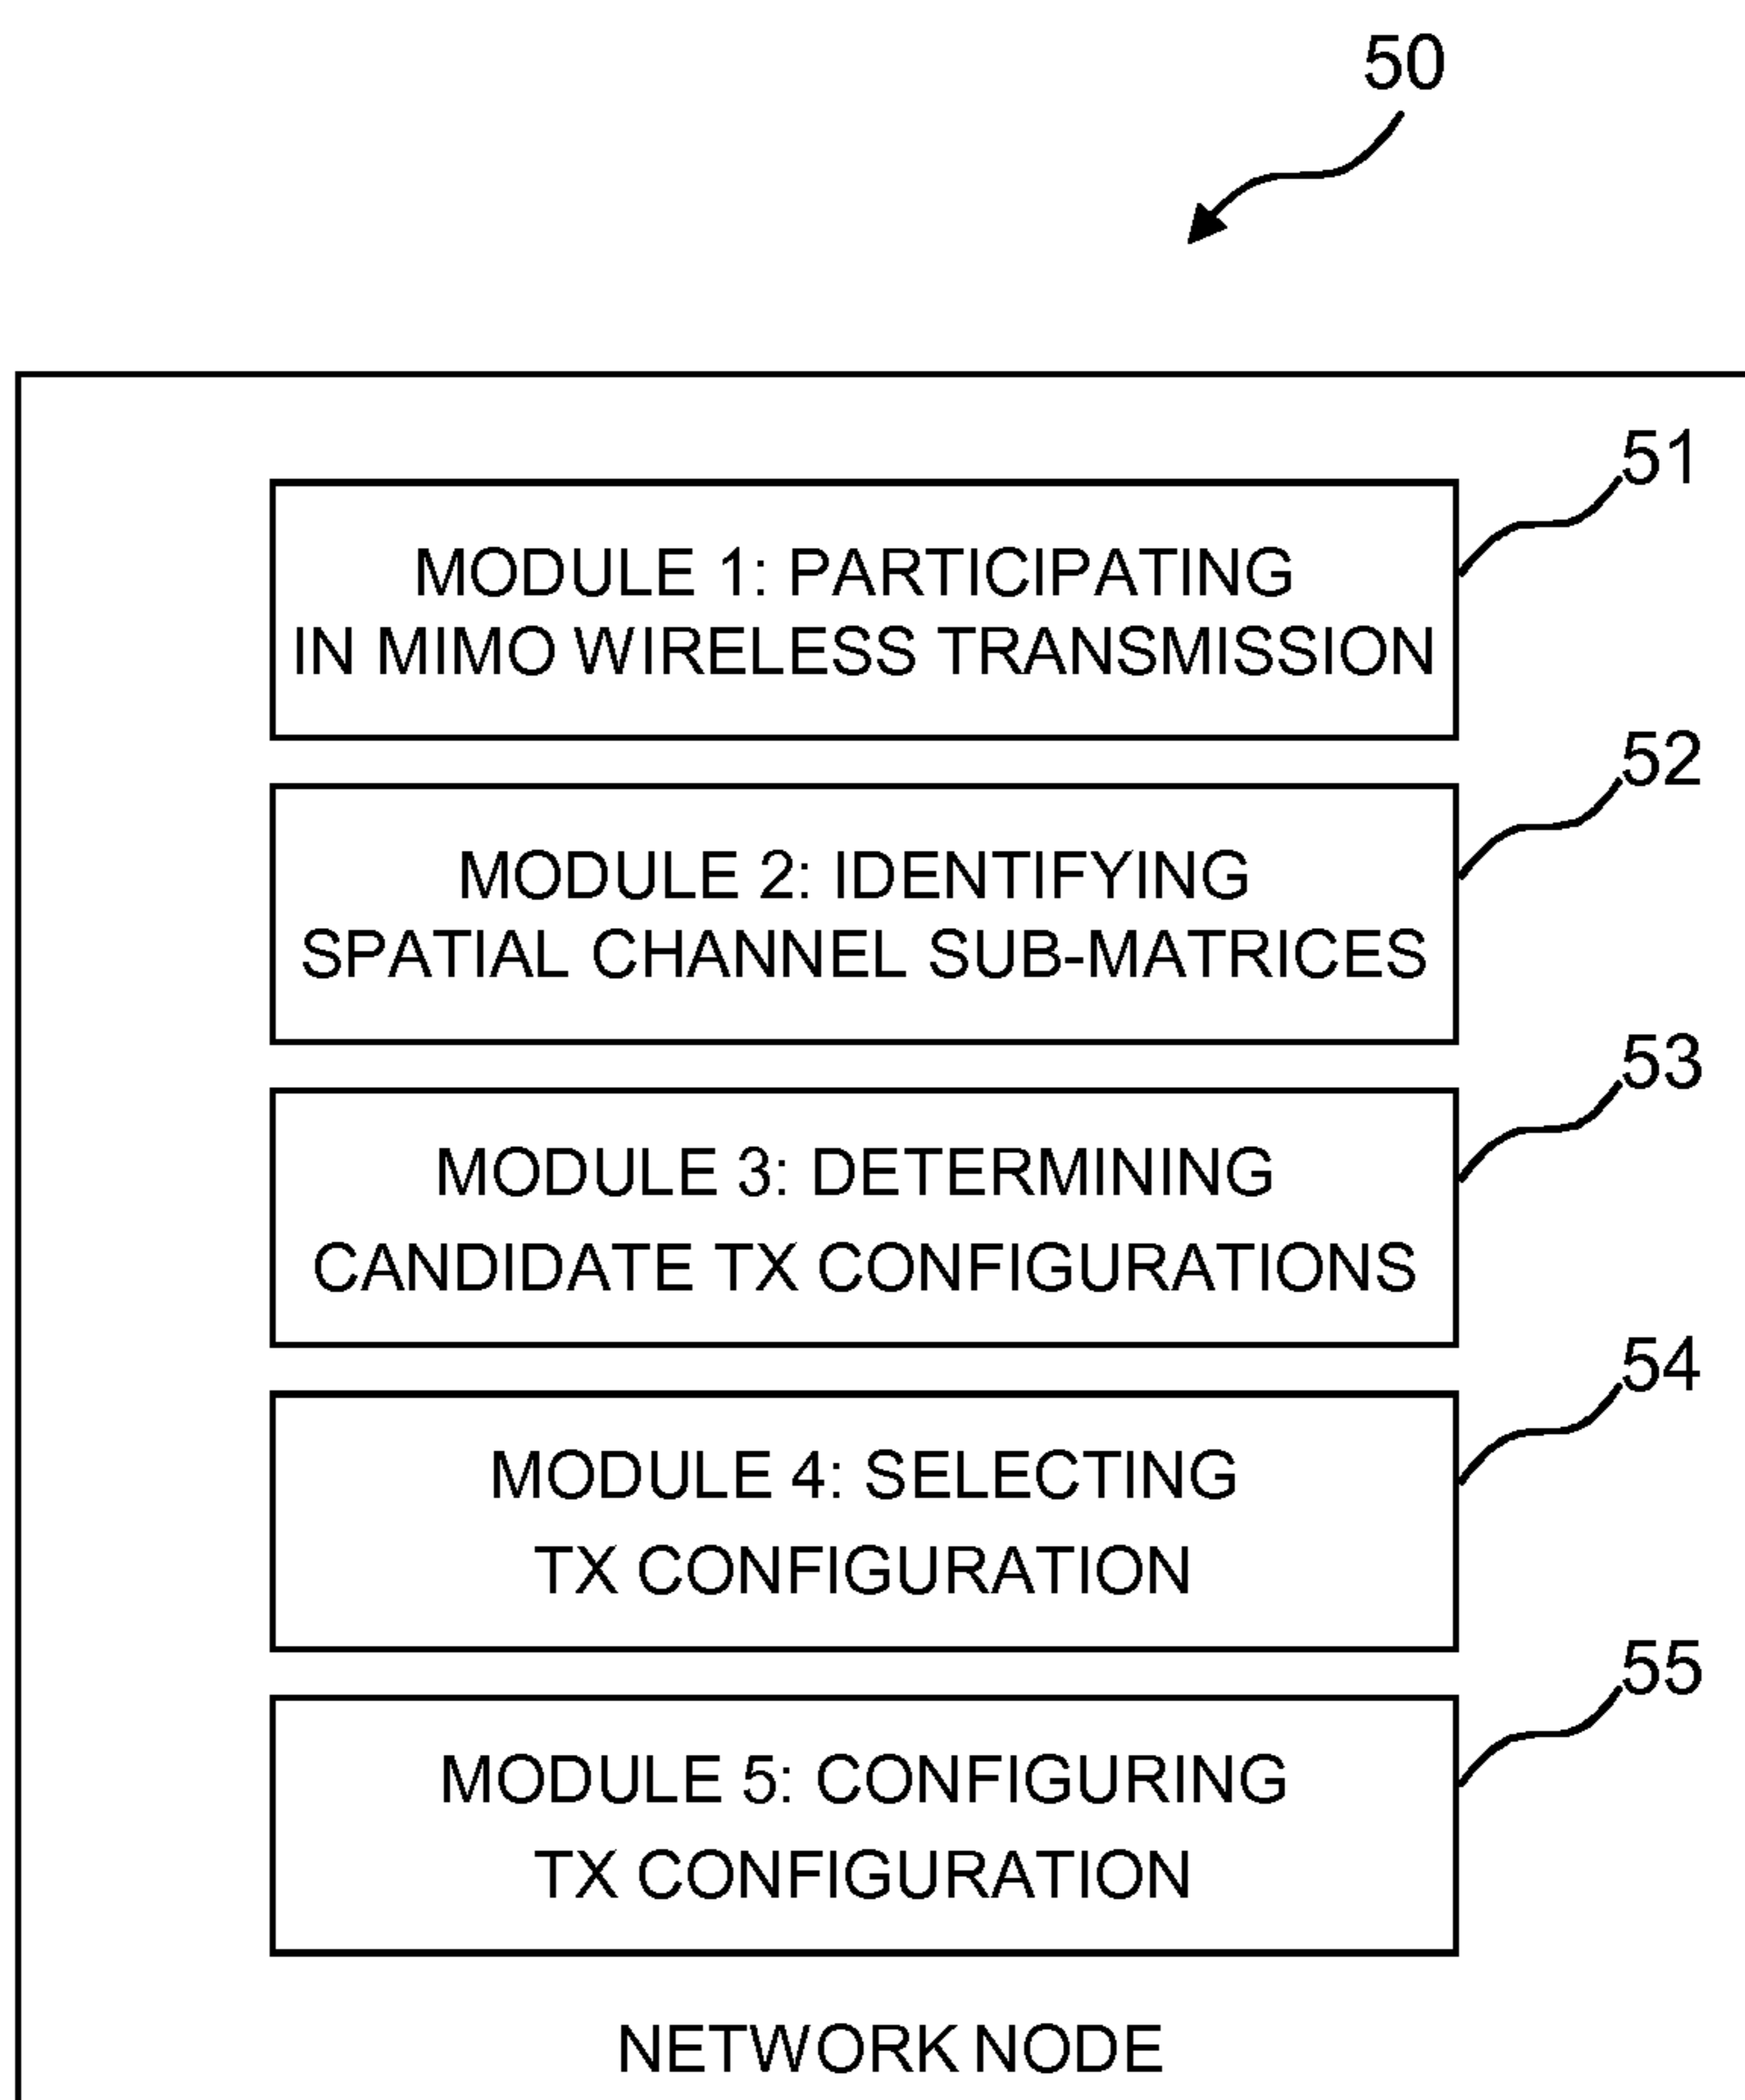 50
51
MODULE 1: PARTICIPATING
IN MIMO WIRELESS TRANSMISSION
52
MODULE 2: IDENTIFYING
SPATIAL CHANNEL SUB-MATRICES
53
MODULE 3: DETERMINING
CANDIDATE TX CONFIGURATIONS
54
MODULE 4: SELECTING
TX CONFIGURATION
55
MODULE 5: CONFIGURING
TX CONFIGURATION
NETWORK NODE